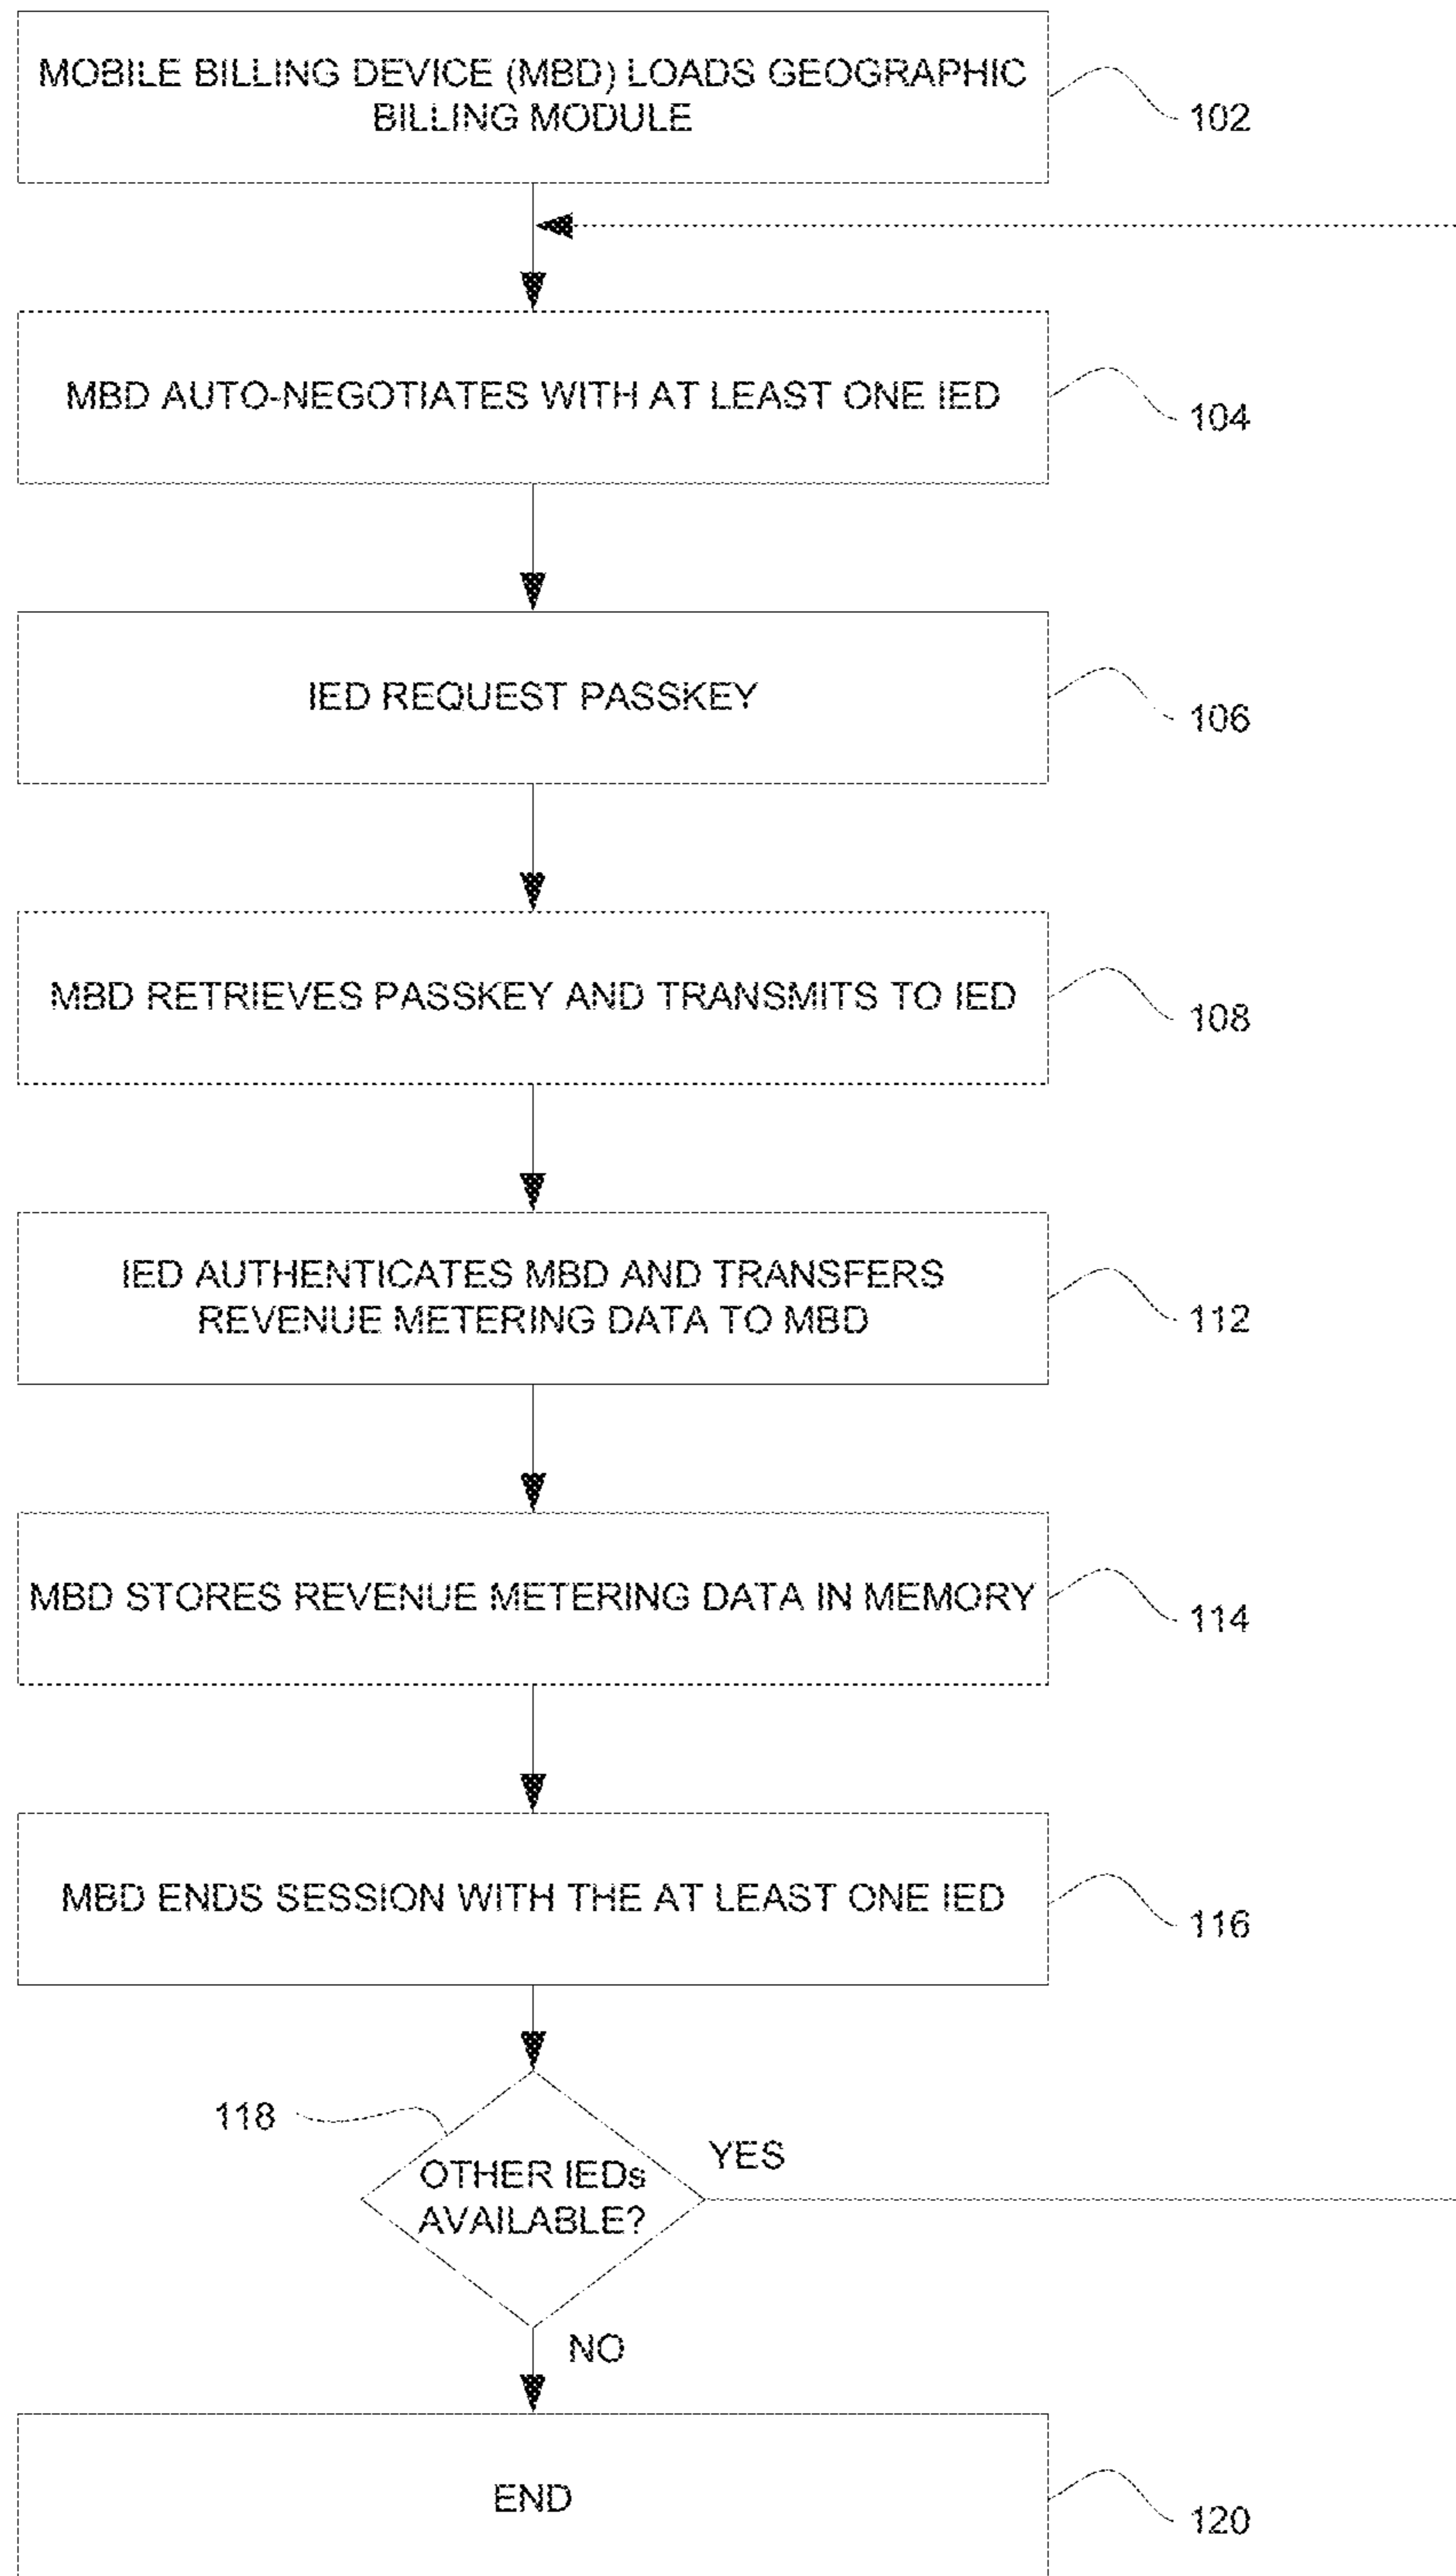 MOBILE BILLING DEVICE (MBD) LOADS GEOGRAPHIC
BILLING MODULE
102
MBD AUTO-NEGOTIATES WITH AT LEAST ONE IED
104
IED REQUEST PASSKEY
106
MBD RETRIEVES PASSKEY AND TRANSMITS TO IED
108
IED AUTHENTICATES MBD AND TRANSFERS
REVENUE METERING DATA TO MBD
112
MBD STORES REVENUE METERING DATA IN MEMORY
114
MBD ENDS SESSION WITH THE AT LEAST ONE IED
116
118
YES
OTHER IEDs
AVAILABLE?
NO
END
120